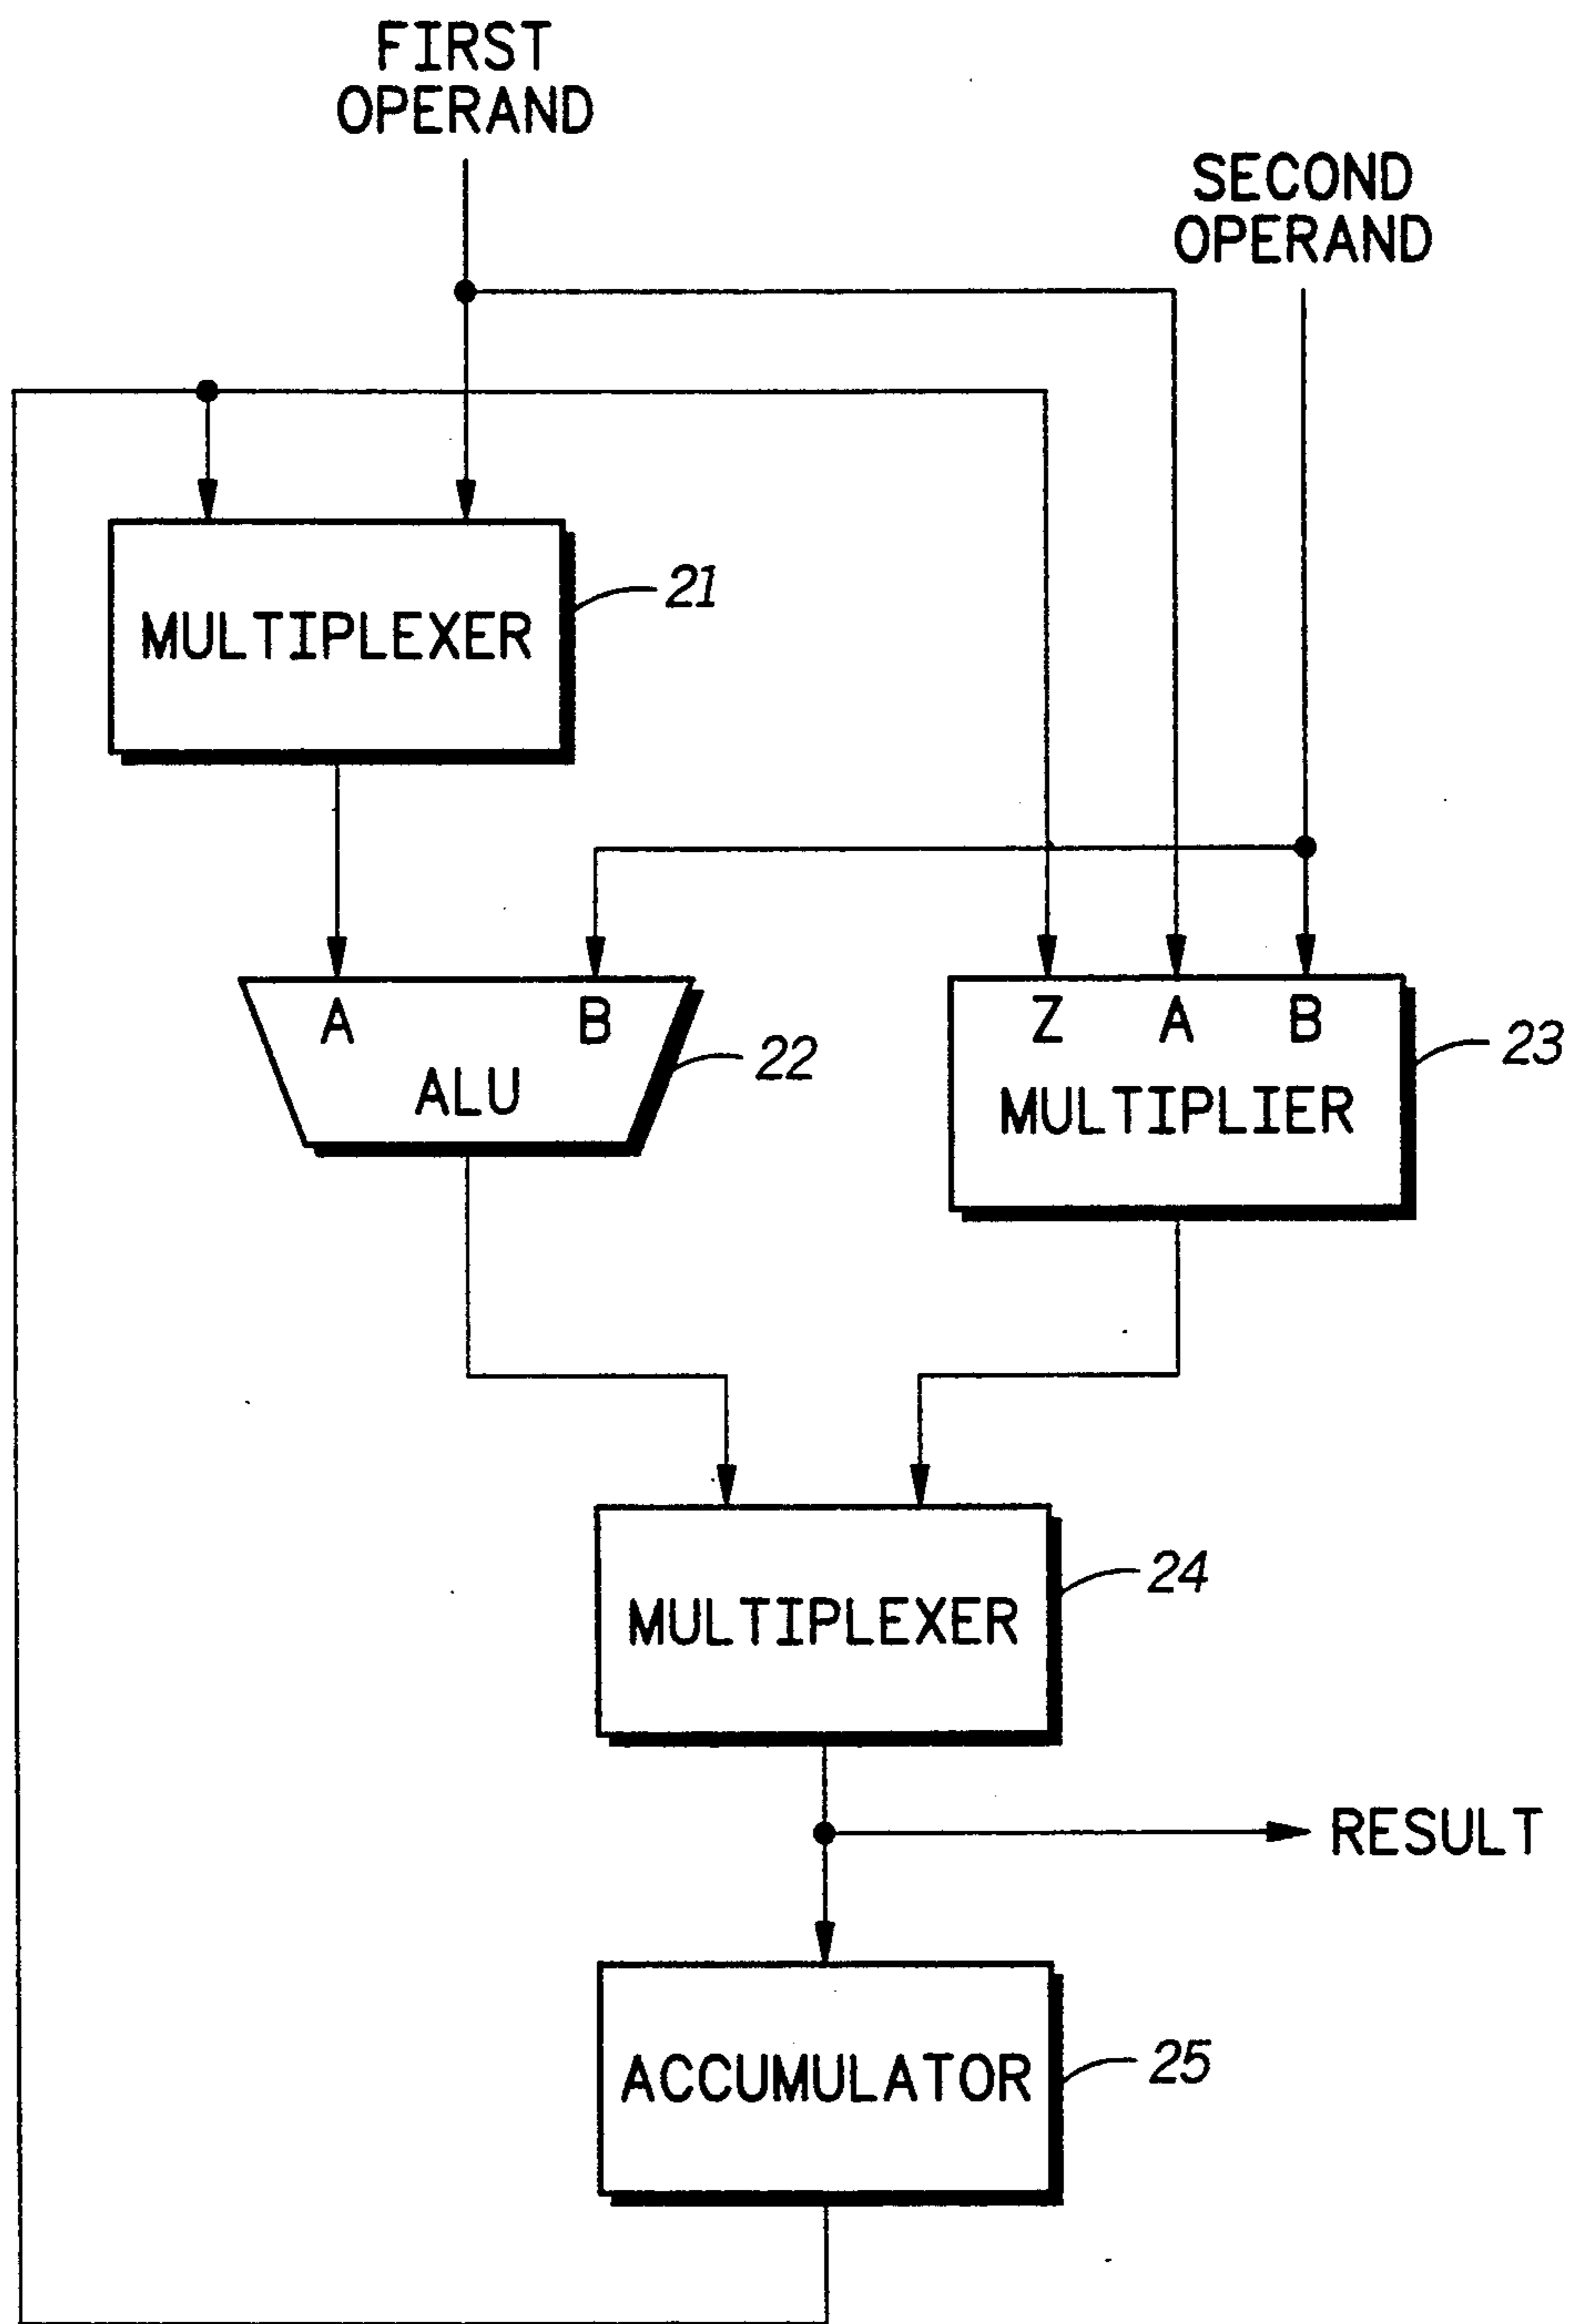 FIRST
OPERAND
SECOND
OPERAND
21
MULTIPLEXER
A B
ALU
22
Z A B
MULTIPLIER
23
24
MULTIPLEXER
RESULT
ACCUMULATOR
25